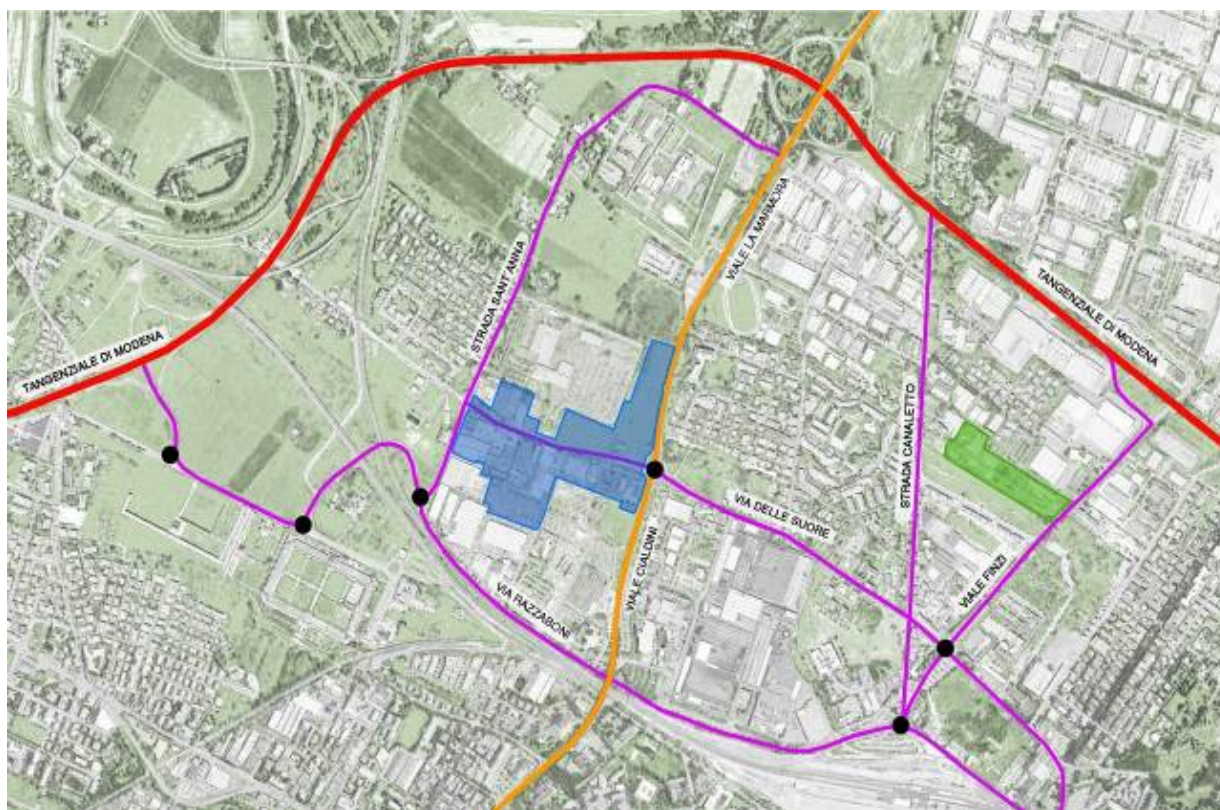 VIALE LA MARMORA
STRADA SANT'ANNA
TANGENZIALE DI MODENA
TANGENZIALE DI MODENA
STRADA CANALETTO
VIA DELLE SUORE
VIALE FINZI
VIALE CIALDINI
VIA RAZZABONI